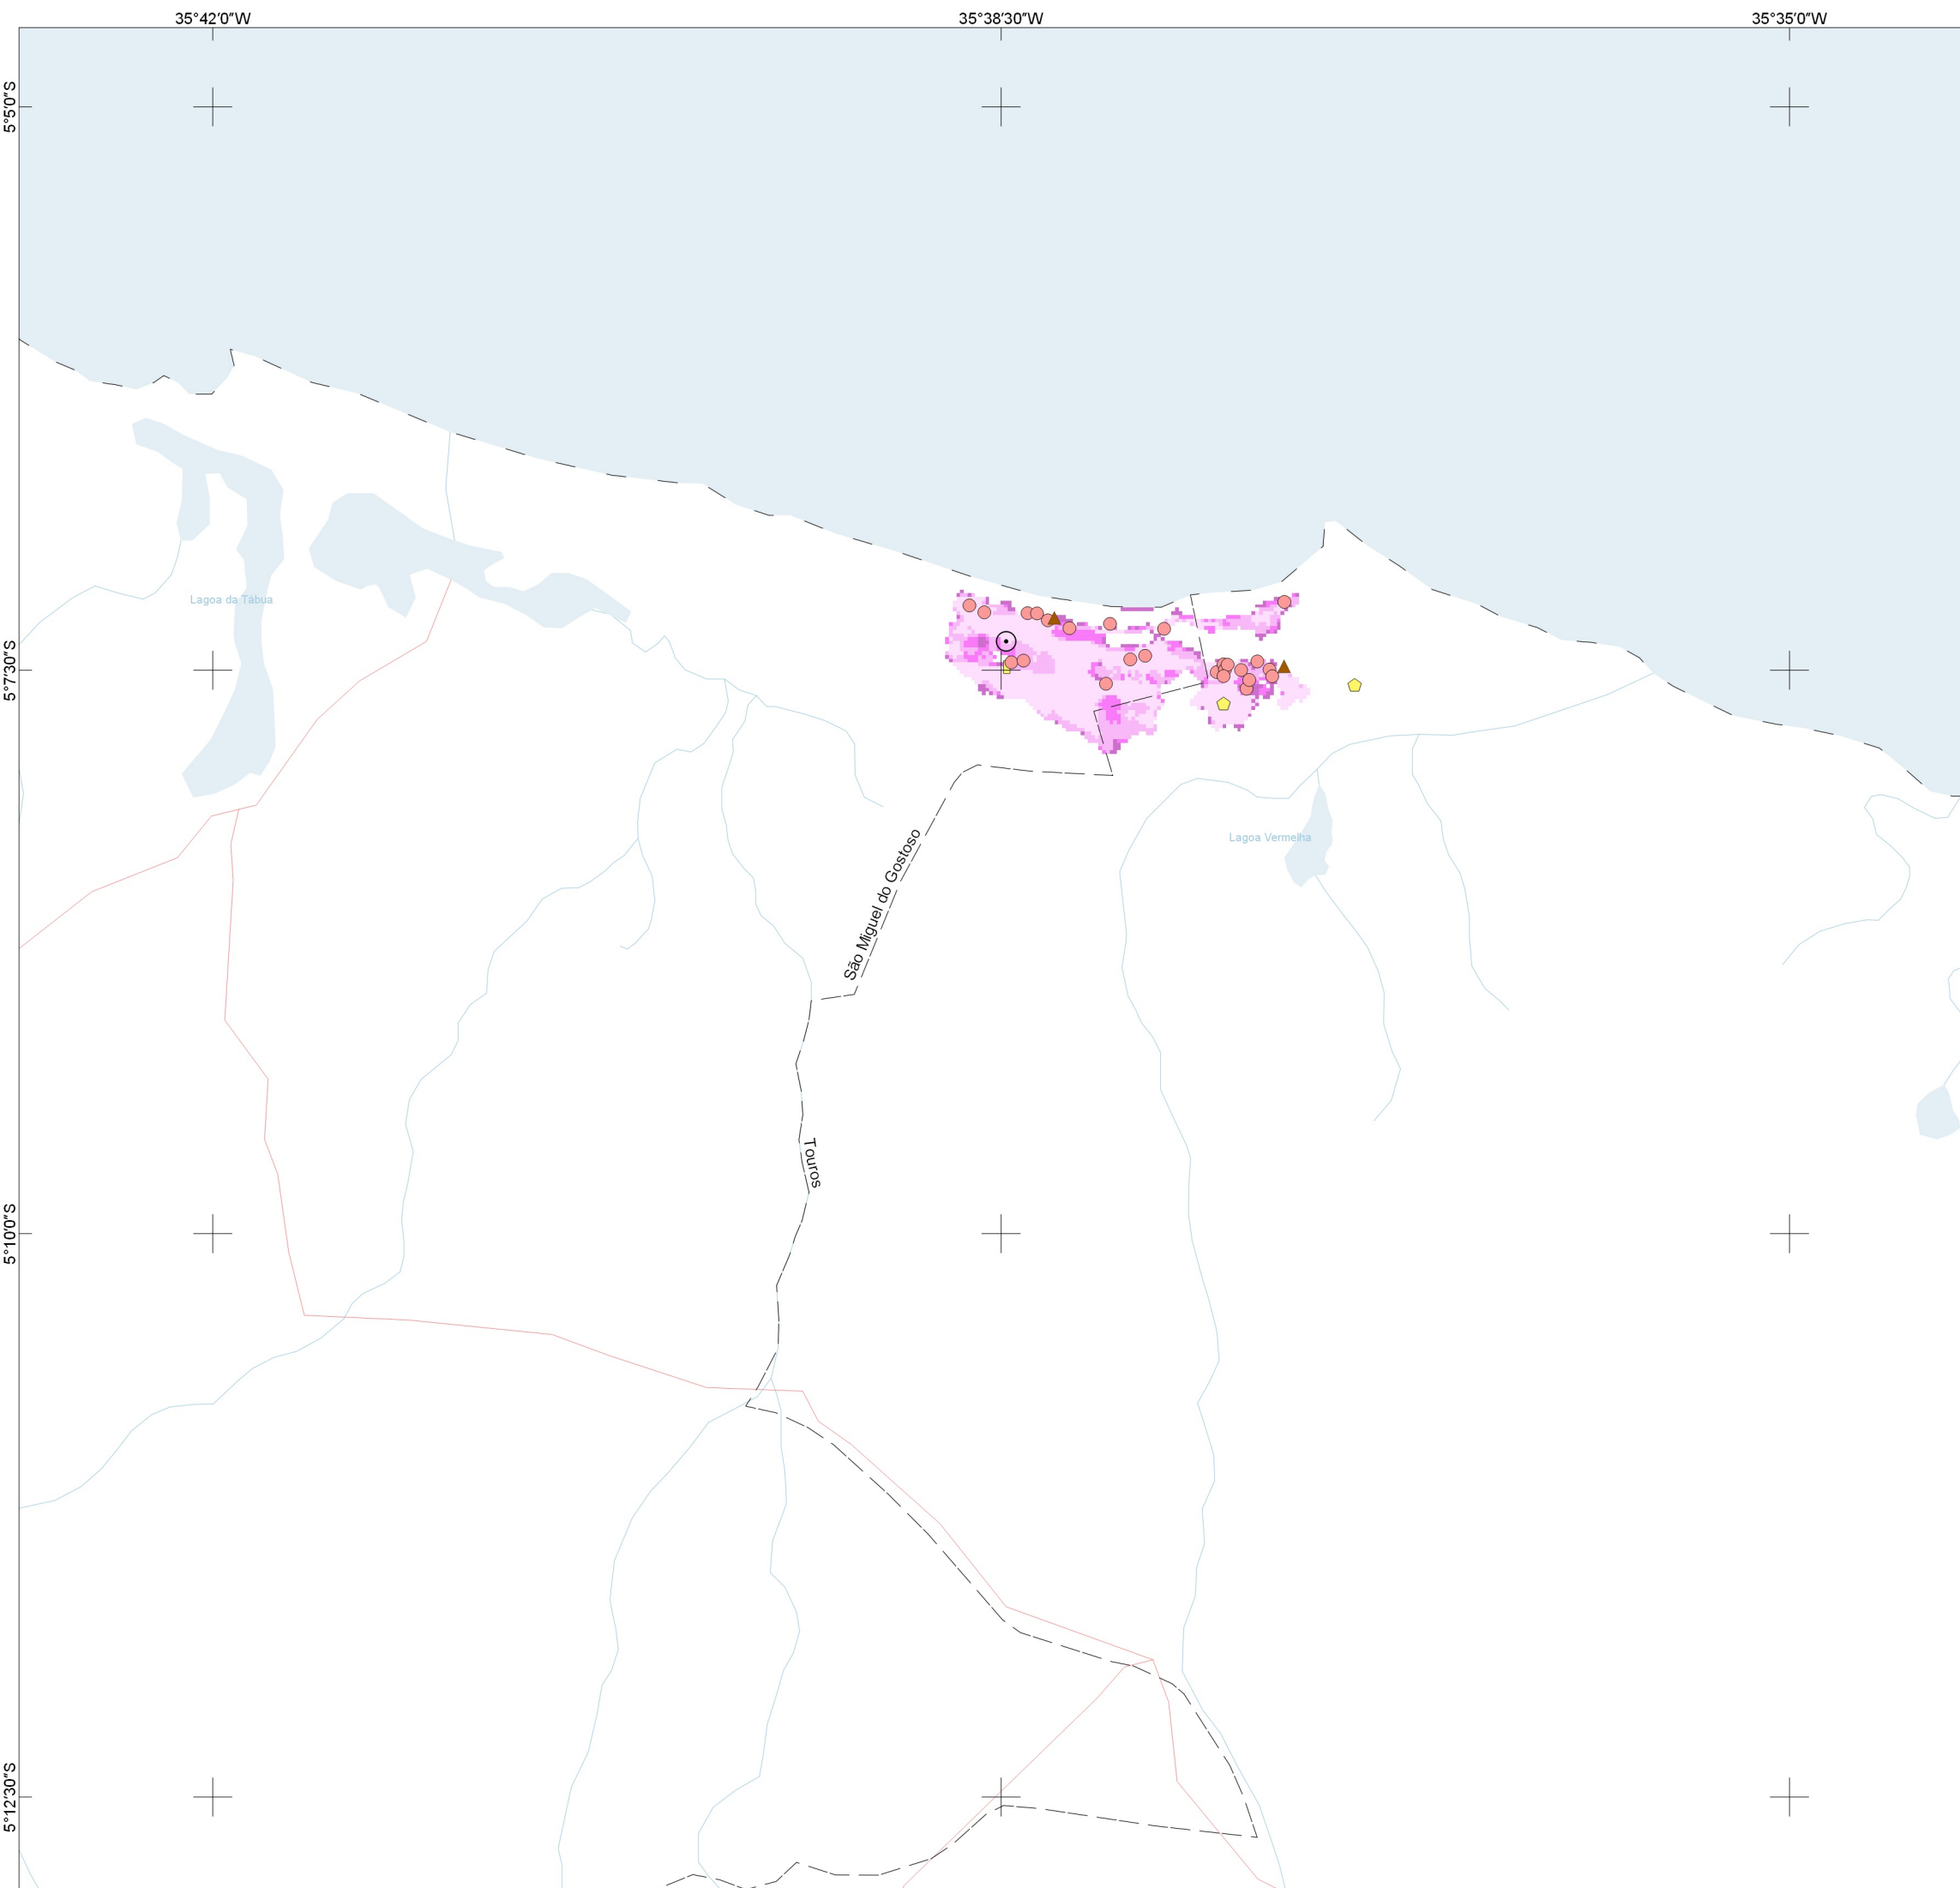 35°42'0"W
35°38'30"W
35°35'0"W
5°5'0"S
Lagoa da Tábua
5°7'30"S
Lagoa Vermelha
São Miguel do Gostoso
Touros
5°10'0"S
5°12'30"S